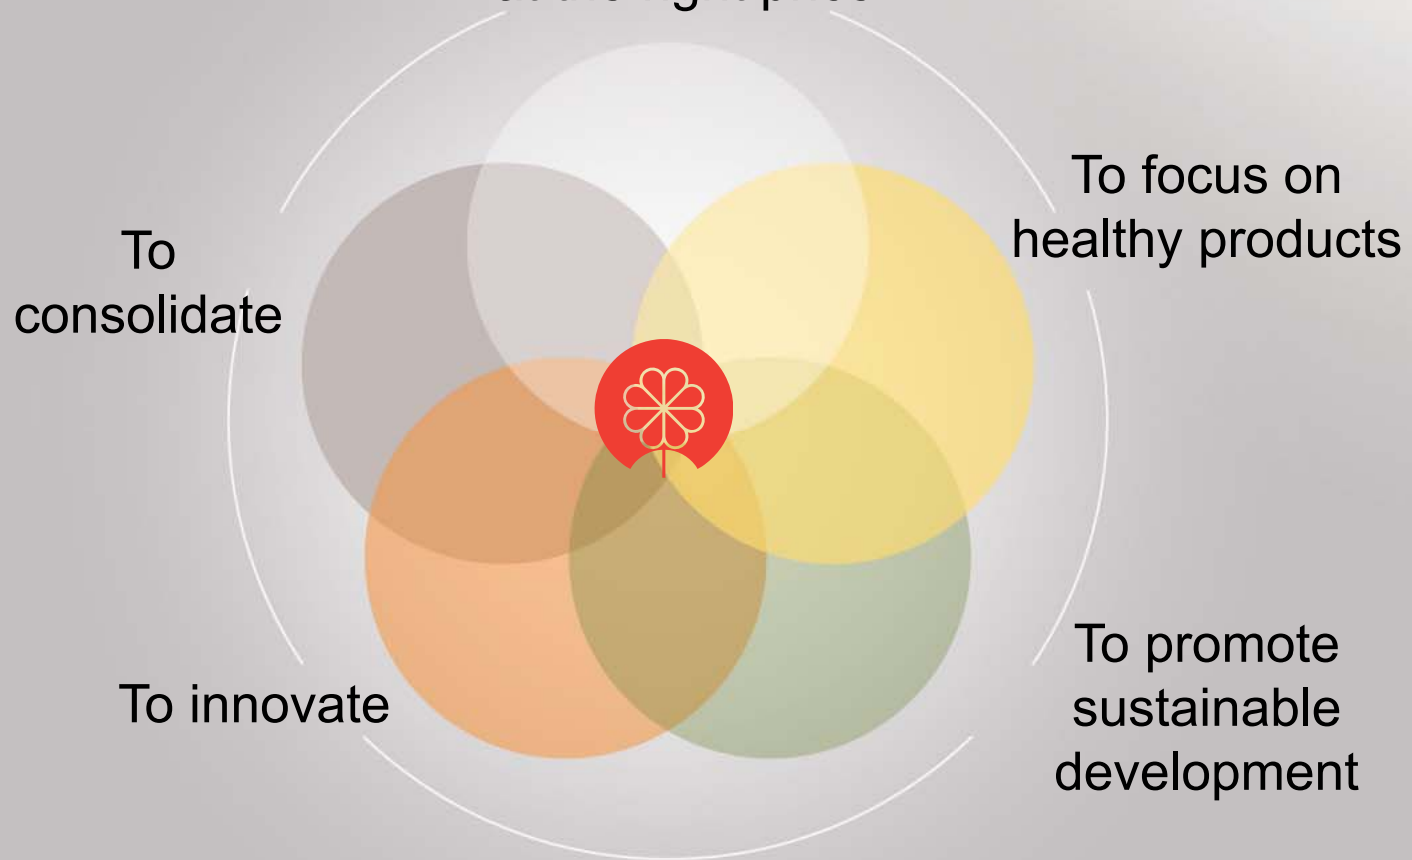 To focus on
healthy products
To
consolidate
To innovate
To promote
sustainable
development